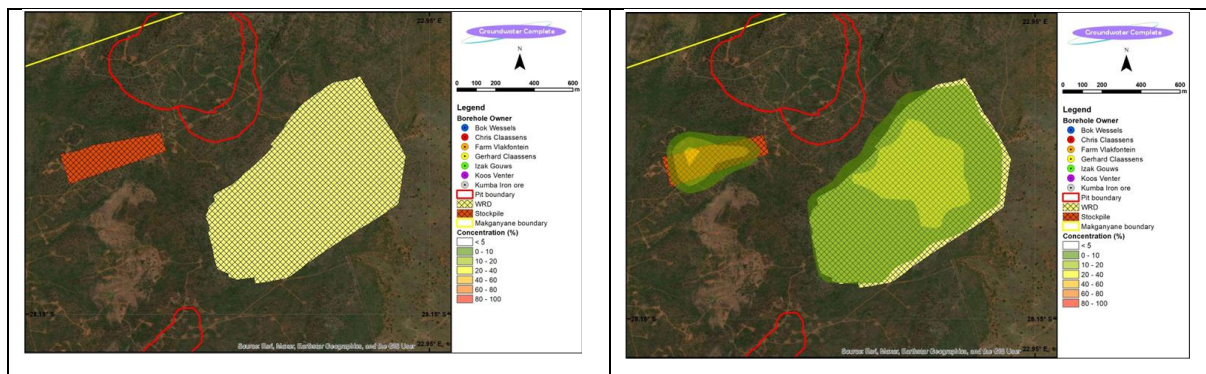 22.95° E
Groundwater Complete
N
0 100 200 400 600
m
Legend
Borehole Owner
Bok Wessels
Chris Claassens
Farm Vlakfontein
Gerhard Claassens
Izak Gouws
Koos Venter
Kumba Iron ore
Pit boundary
WRD
Stockpile
Makganyane boundary
Concentration (%)
< 5
0 - 10
10 - 20
20 - 40
40 - 60
60 - 80
80 - 100
-28.15° S
-28.15° S
Source: Esri, Maxar, Earthstar Geographics, and the GIS User
22.95° E
22.95° E
Groundwater Complete
N
0 100 200 400 600
m
Legend
Borehole Owner
Bok Wessels
Chris Claassens
Farm Vlakfontein
Gerhard Claassens
Izak Gouws
Koos Venter
Kumba Iron ore
Pit boundary
WRD
Stockpile
Makganyane boundary
Concentration (%)
< 5
0 - 10
10 - 20
20 - 40
40 - 60
60 - 80
80 - 100
-28.15° S
-28.15° S
Source: Esri, Maxar, Earthstar Geographics, and the GIS User
22.95° E